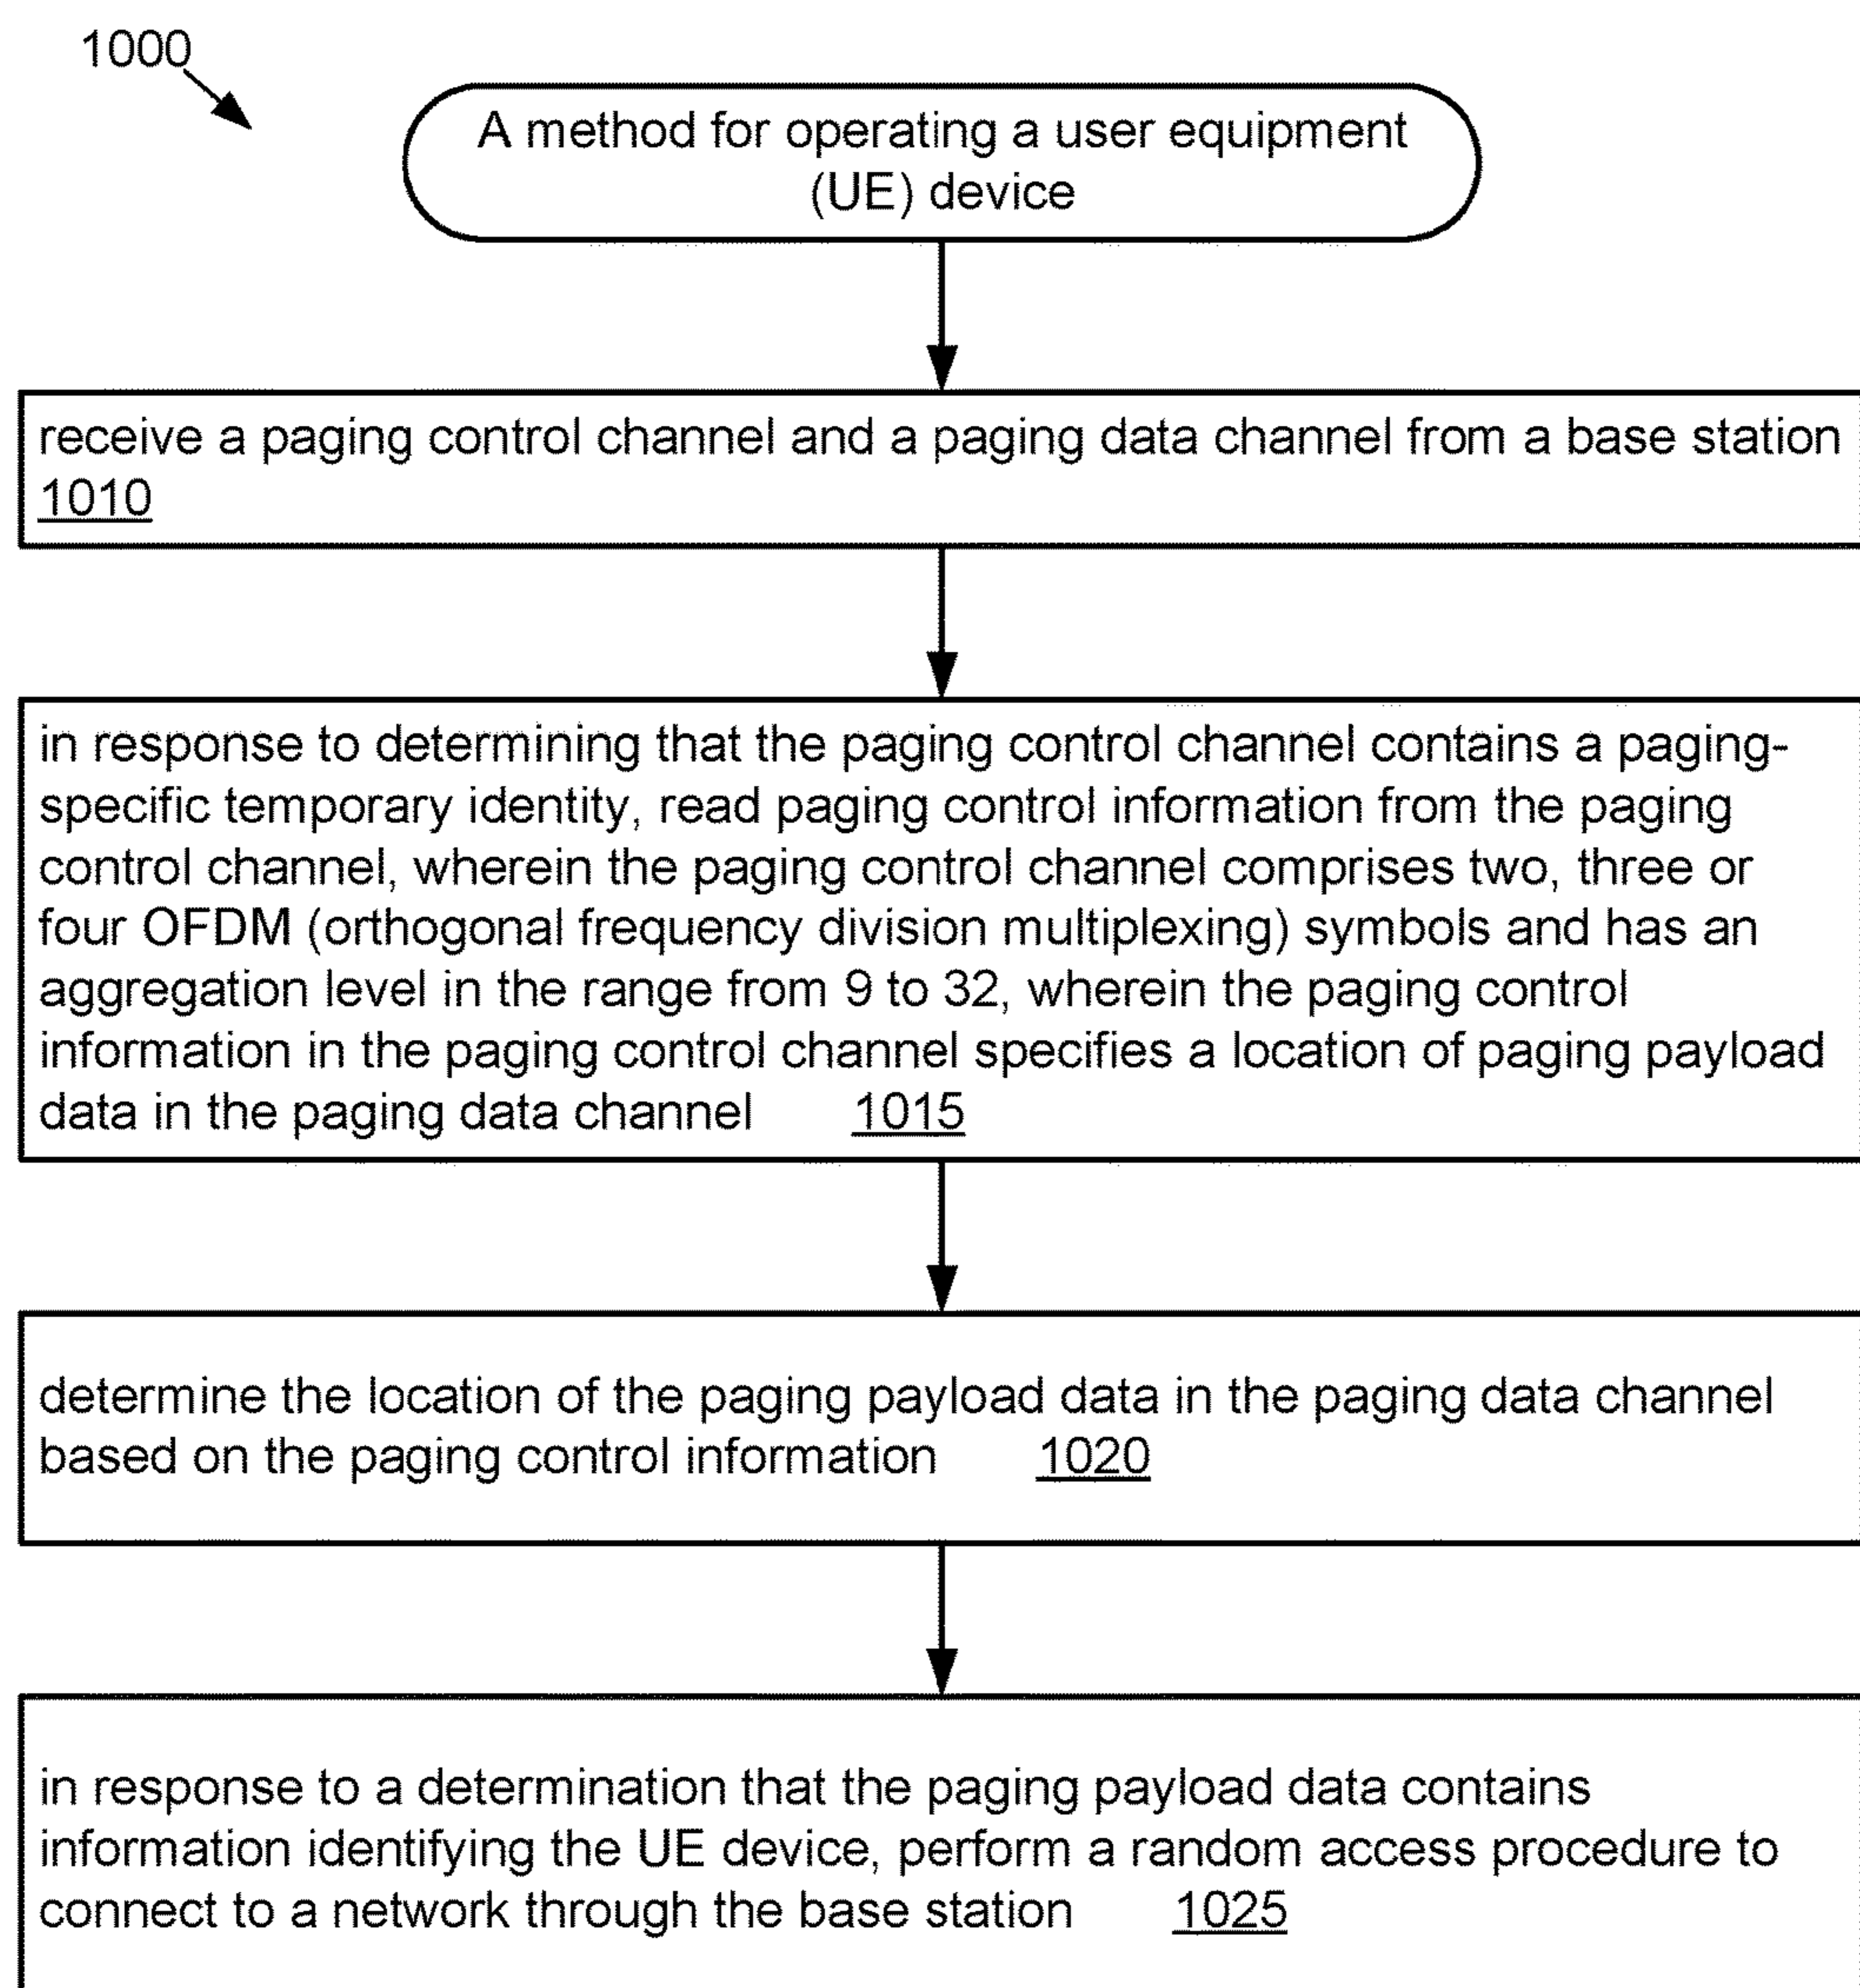 1000
A method for operating a user equipment
(UE) device
receive a paging control channel and a paging data channel from a base station
1010
in response to determining that the paging control channel contains a paging-
specific temporary identity, read paging control information from the paging
control channel, wherein the paging control channel comprises two, three or
four OFDM (orthogonal frequency division multiplexing) symbols and has an
aggregation level in the range from 9 to 32, wherein the paging control
information in the paging control channel specifies a location of paging payload
data in the paging data channel 1015
determine the location of the paging payload data in the paging data channel
based on the paging control information 1020
in response to a determination that the paging payload data contains
information identifying the UE device, perform a random access procedure to
connect to a network through the base station 1025